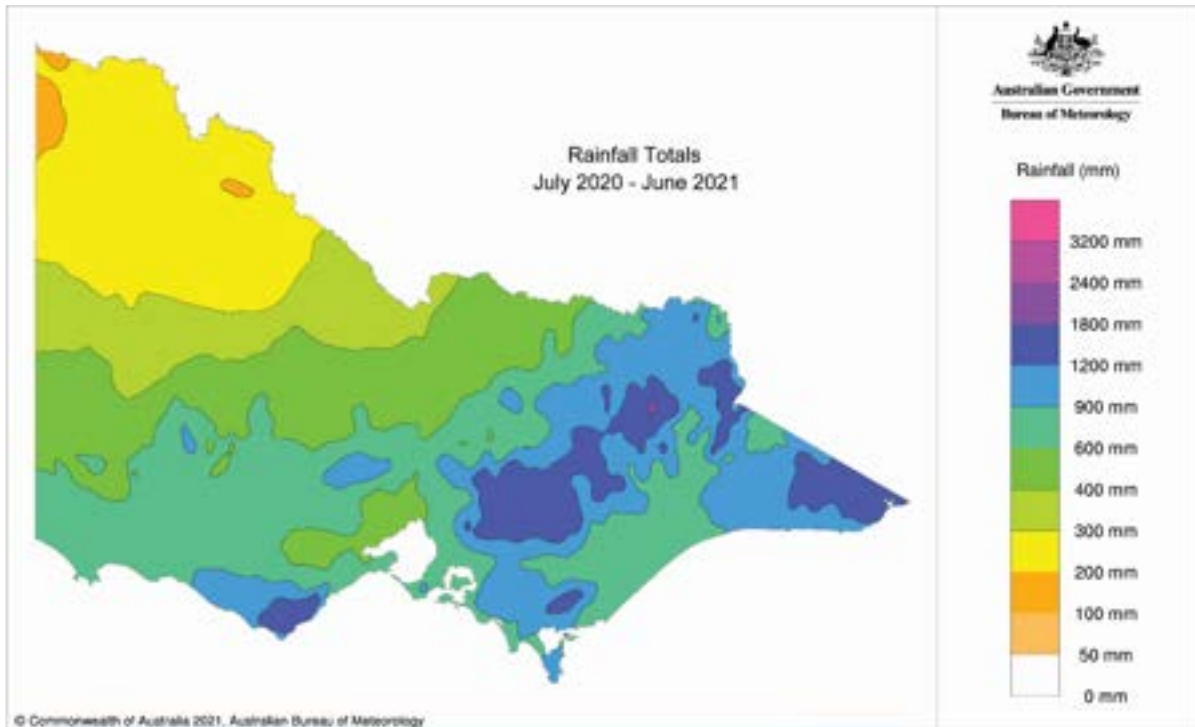 Rainfall Totals
July 2020 - June 2021
Australian Government
Bureau of Meteorology
Rainfall (mm)
3200 mm
2400 mm
1800 mm
1200 mm
900 mm
600 mm
400 mm
300 mm
200 mm
100 mm
50 mm
0 mm
© Commonwealth of Australia 2021, Australian Bureau of Meteorology